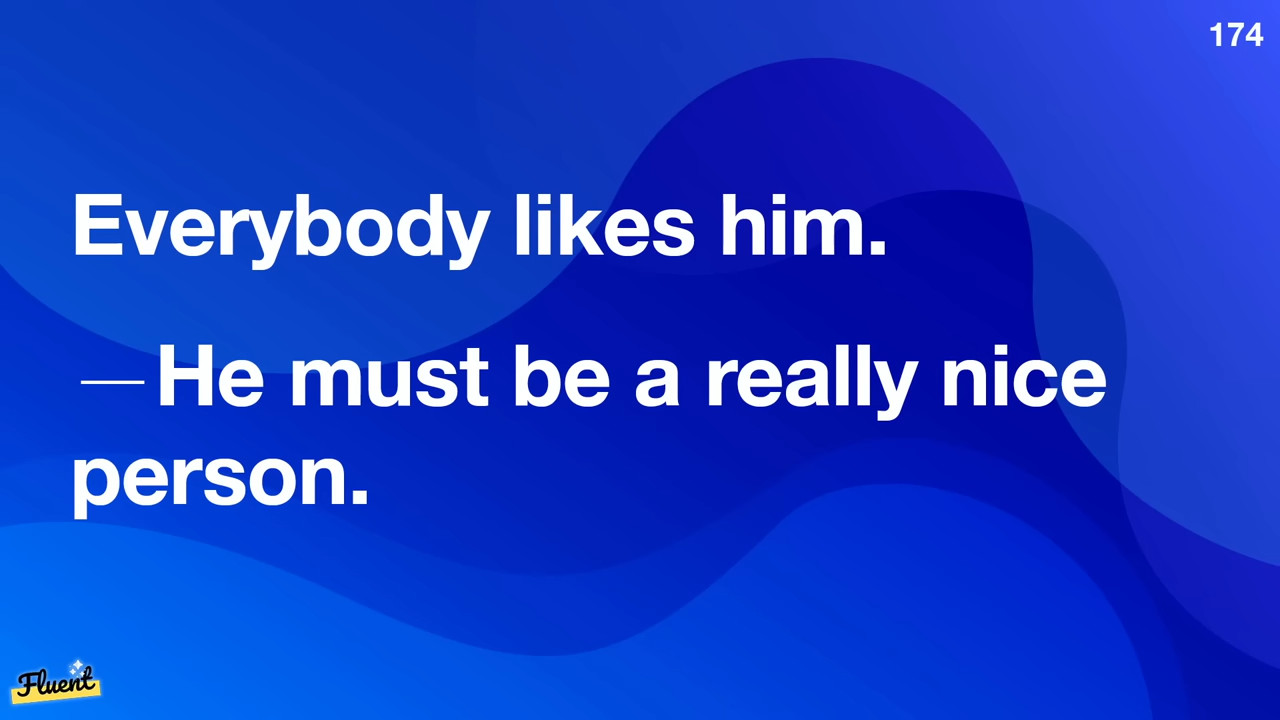 174
Everybody likes him.
— He must be a really nice
person.
Fluent